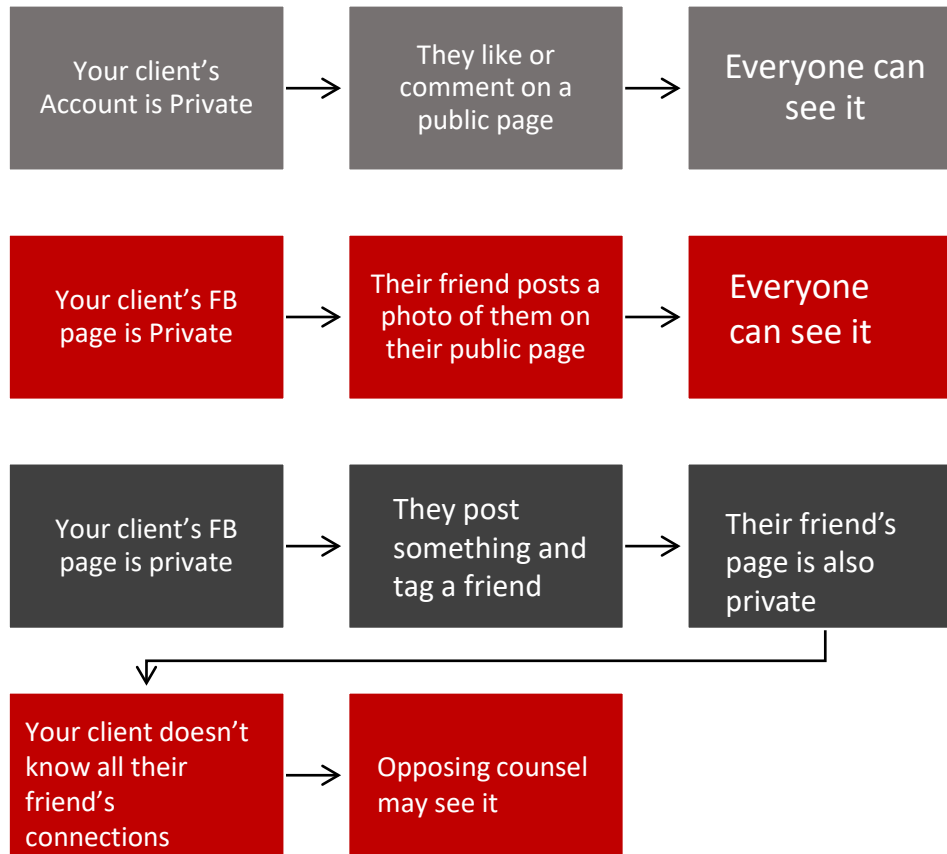 Your client's
Account is Private
They like or
comment on a
public page
Everyone can
see it
Your client's FB
page is Private
Their friend posts a
photo of them on
their public page
Everyone
can see it
Your client's FB
page is private
They post
something and
tag a friend
Their friend's
page is also
private
Your client doesn't
know all their
friend's
connections
Opposing counsel
may see it